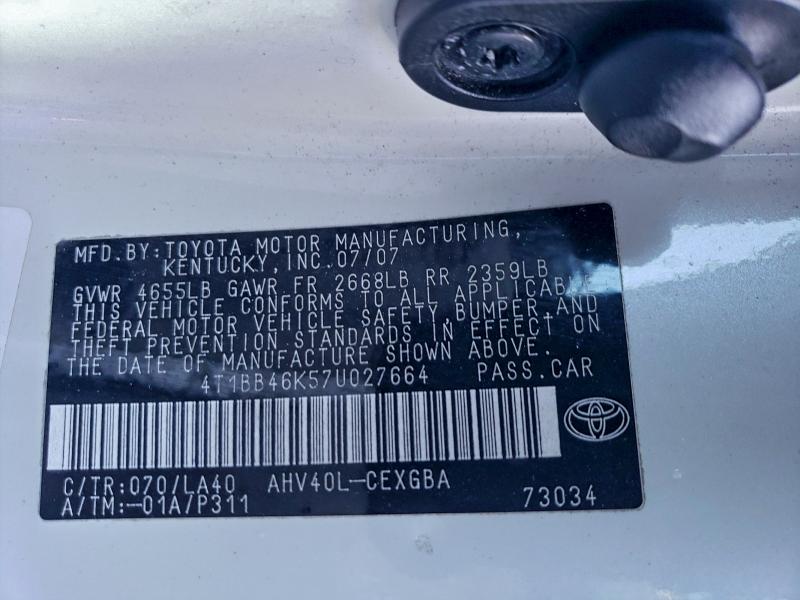 MFD.BY:TOYOTA MOTOR MANUFACTURING,
KENTUCKY,INC.07/07
GVWR 4655LB GAWR FR 2668LB RR 2359LB
THIS VEHICLE CONFORMS TO ALL APPLICABLE
FEDERAL MOTOR VEHICLE SAFETY BUMPER,AND
THEFT PREVENTION STANDARDS IN EFFECT ON
THE DATE OF MANUFACTURE SHOWN ABOVE.
4T1BB46K57U027664 PASS.CAR
C/TR:070/LA40 AHV40L-CEXGBA
A/TM:-01A/P311 73034